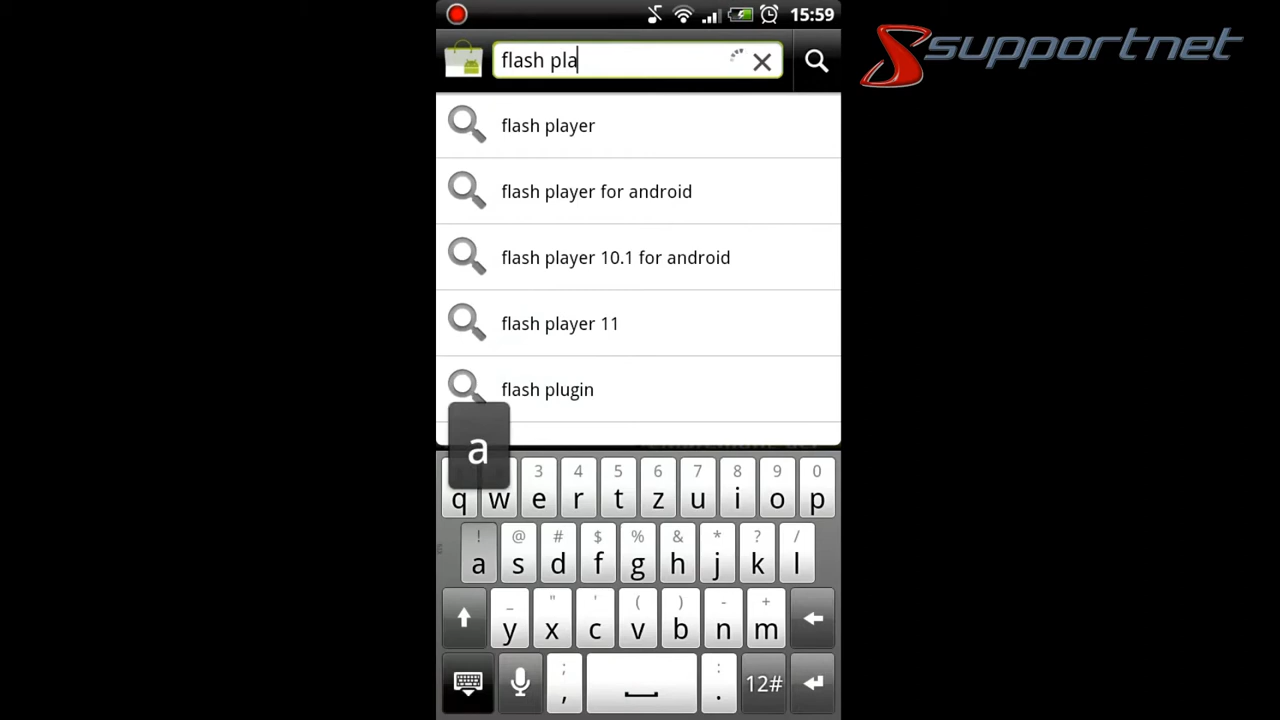 15:59
supportnet
flash pla
flash player
flash player for android
flash player 10.1 for android
flash player 11
flash plugin
a
3 4 5 6 7 8 9 0
q w e r t z u i o p
! @ # $ % & * ? /
a s d f g h j k l
_ " ' ( ) - +
y x c v b n m
; :
, . 12#